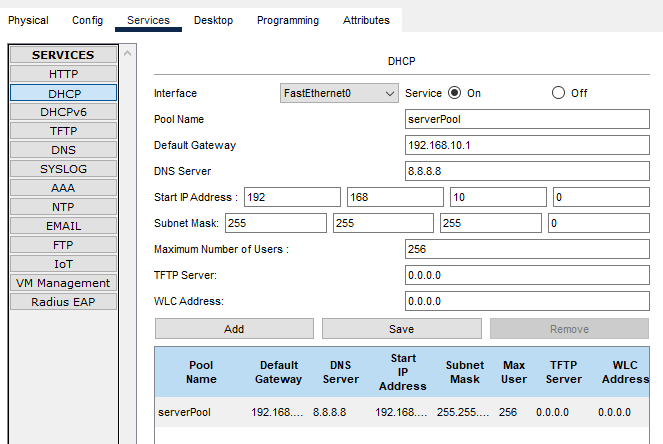 Physical Config Services Desktop Programming Attributes
SERVICES
HTTP
DHCP
DHCPv6
TFTP
DNS
SYSLOG
AAA
NTP
EMAIL
FTP
IoT
VM Management
Radius EAP
DHCP
Interface FastEthernet0 Service On Off
Pool Name serverPool
Default Gateway 192.168.10.1
DNS Server 8.8.8.8
Start IP Address : 192 168 10 0
Subnet Mask: 255 255 255 0
Maximum Number of Users : 256
TFTP Server: 0.0.0.0
WLC Address: 0.0.0.0
Add Save Remove
Pool Name Default Gateway DNS Server Start IP Address Subnet Mask Max User TFTP Server WLC Address
serverPool 192.168.... 8.8.8.8 192.168.... 255.255.... 256 0.0.0.0 0.0.0.0